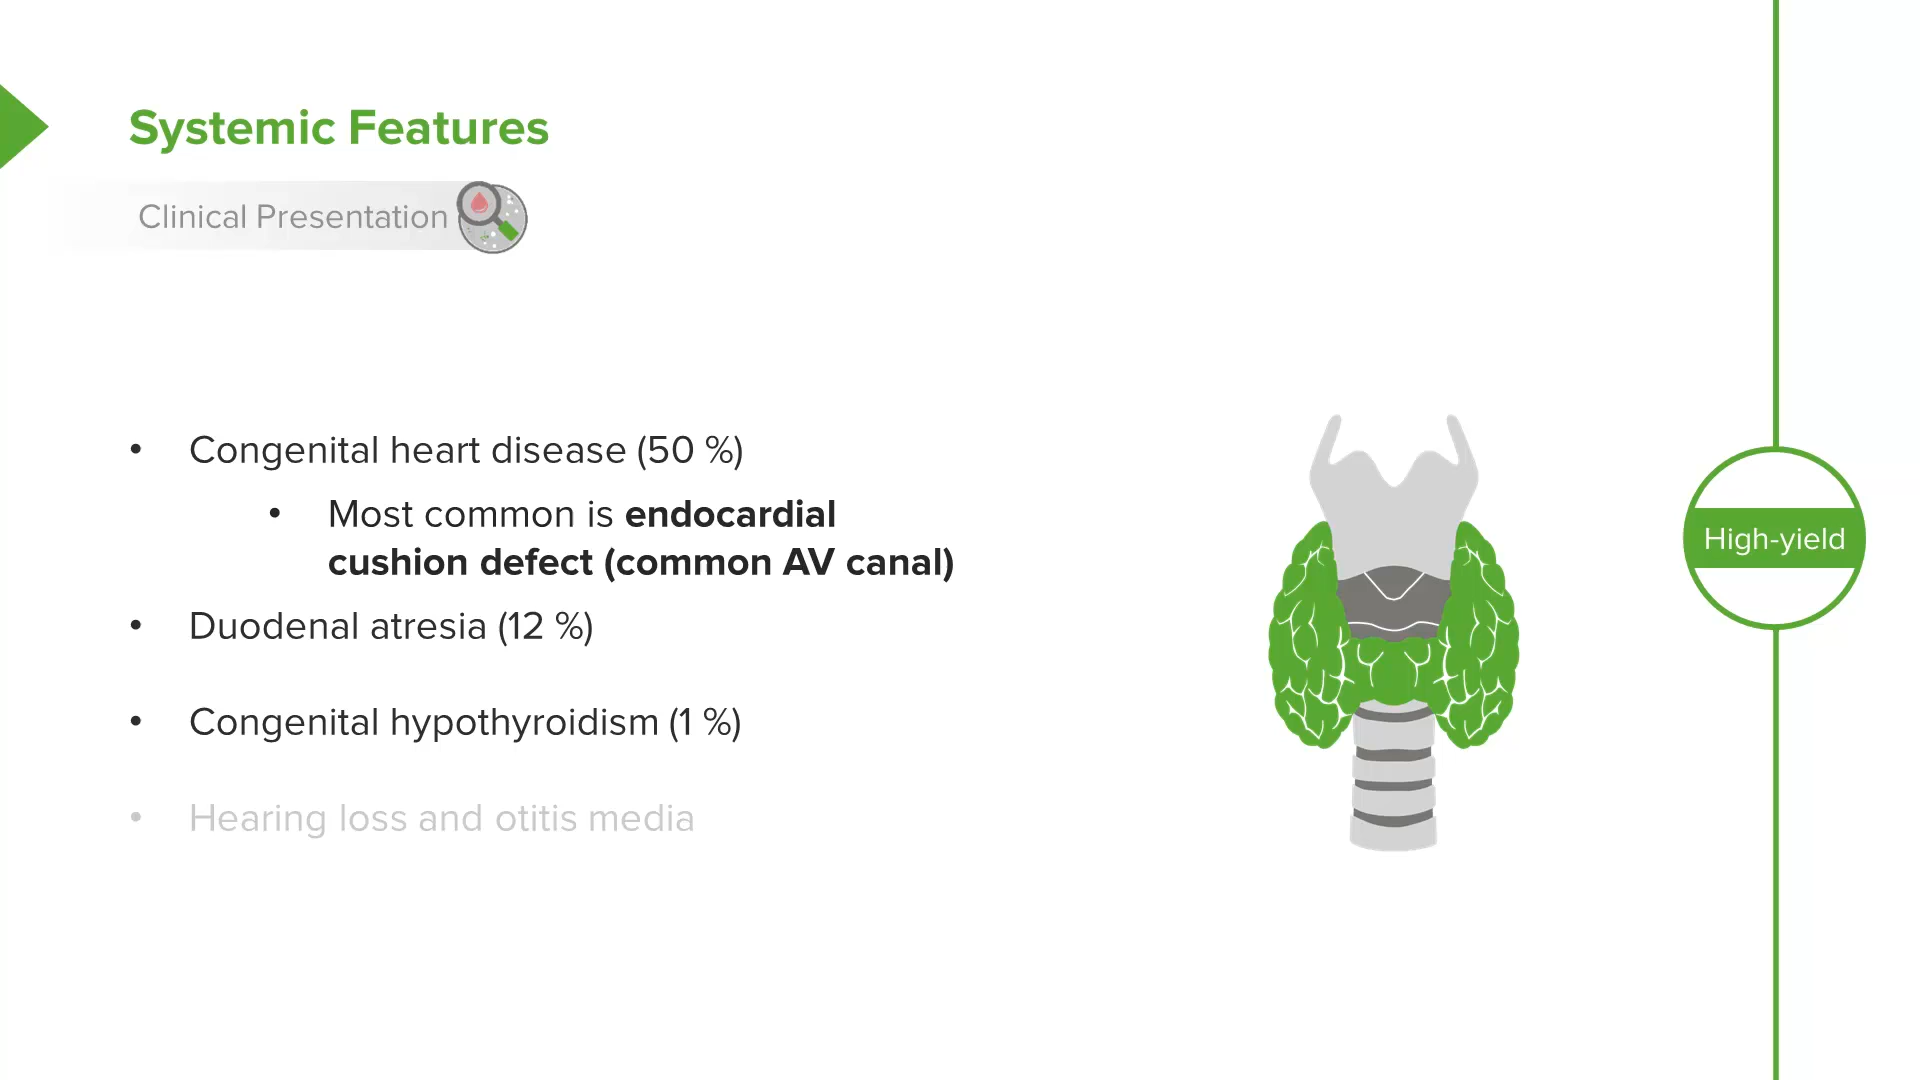 Systemic Features
Clinical Presentation
• Congenital heart disease (50 %)
• Most common is endocardial
cushion defect (common AV canal)
• Duodenal atresia (12 %)
• Congenital hypothyroidism (1 %)
• Hearing loss and otitis media
High-yield